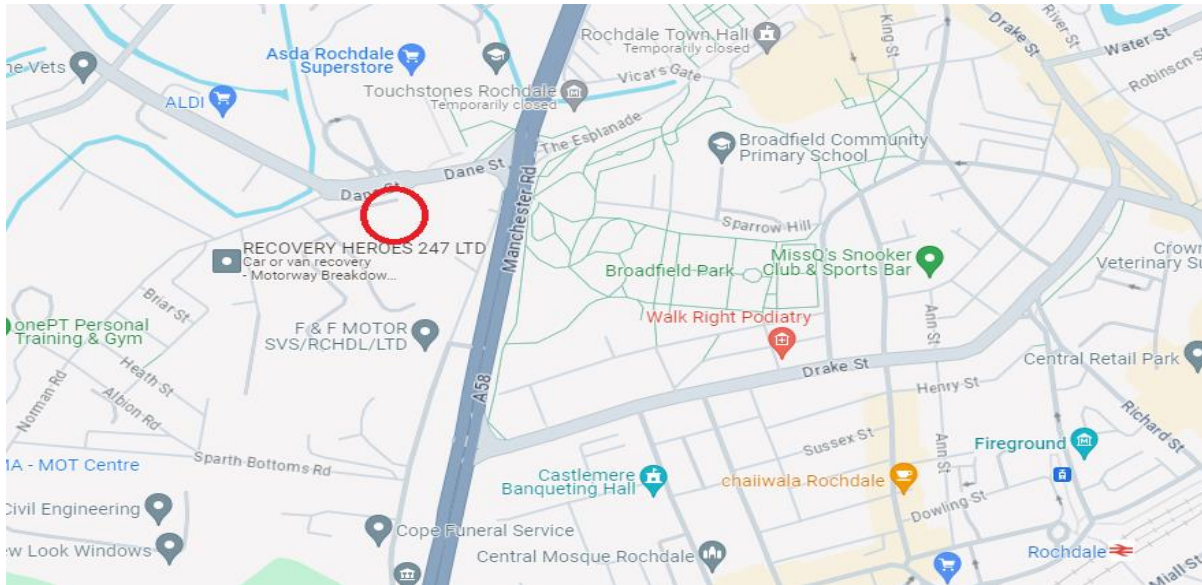 Rochdale Town Hall
Temporarily closed
King St
Drake St
River St
Water St
Robinson S
ne Vets
Asda Rochdale
Superstore
Vicar's Gate
ALDI
Touchstones Rochdale
Temporarily closed
The Esplanade
Broadfield Community
Primary School
Dane St
Dane St
Manchester Rd
Sparrow Hill
RECOVERY HEROES 247 LTD
Car or van recovery
- Motorway Breakdow...
Broadfield Park
MissQ's Snooker
Club & Sports Bar
Crow
Veterinary Su
Briar St
onePT Personal
Training & Gym
F & F MOTOR
SVS/RCHDL/LTD
Walk Right Podiatry
Ann St
Heath St
Norman Rd
Albion Rd
A58
Drake St
Central Retail Park
Henry St
Richard St
Sussex St
Ann St
Fireground
MA - MOT Centre
Sparth Bottoms Rd
Castlemere
Banqueting Hall
chaiiwala Rochdale
Civil Engineering
Dowling St
Cope Funeral Service
ew Look Windows
Central Mosque Rochdale
Rochdale
Miall St